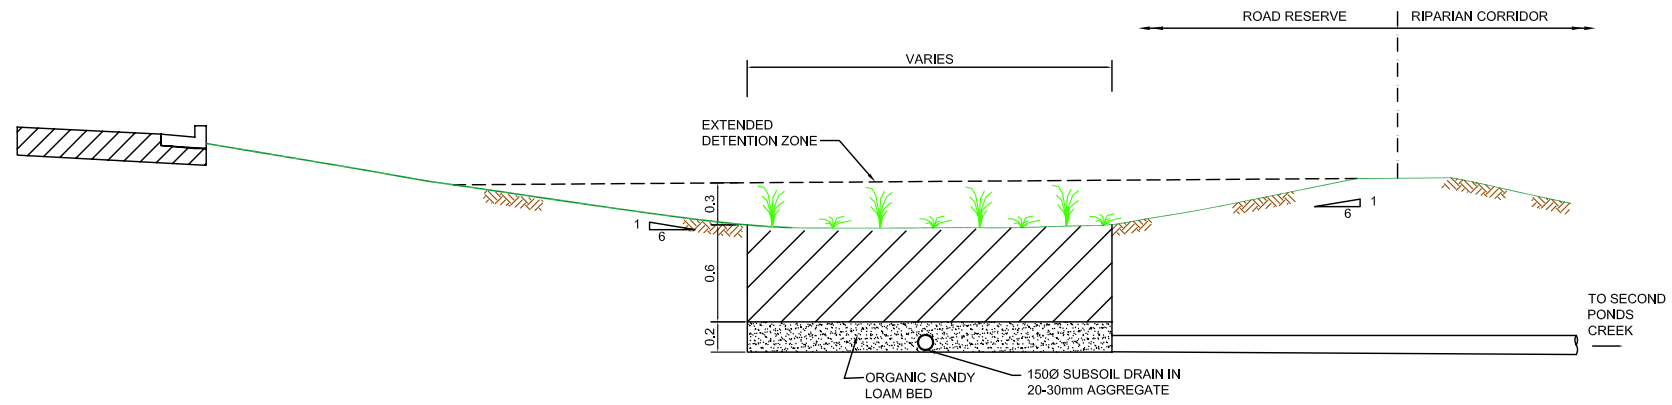 ROAD RESERVE
RIPARIAN CORRIDOR
VARIES
EXTENDED
DETENTION ZONE
0.3
1
6
1
6
0.6
0.2
TO SECOND
PONDS
CREEK
ORGANIC SANDY
LOAM BED
150Ø SUBSOIL DRAIN IN
20-30mm AGGREGATE